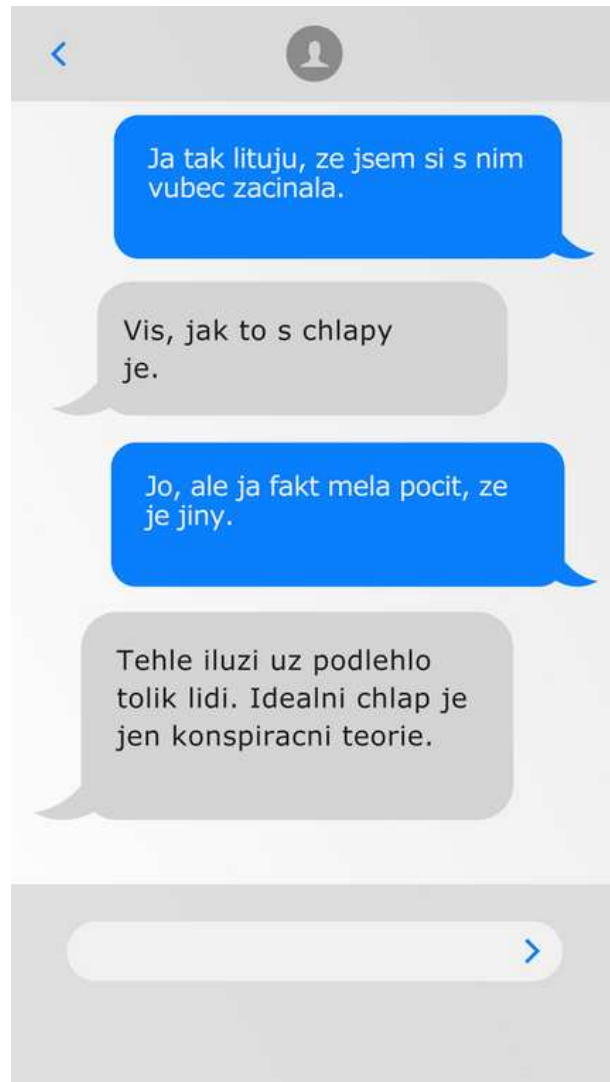 Ja tak lituju, ze jsem si s nim
vubec zacinala.
Vis, jak to s chlapy
je.
Jo, ale ja fakt mela pocit, ze
je jiny.
Tehle iluzi uz podlehlo
tolik lidi. Idealni chlap je
jen konspiracni teorie.